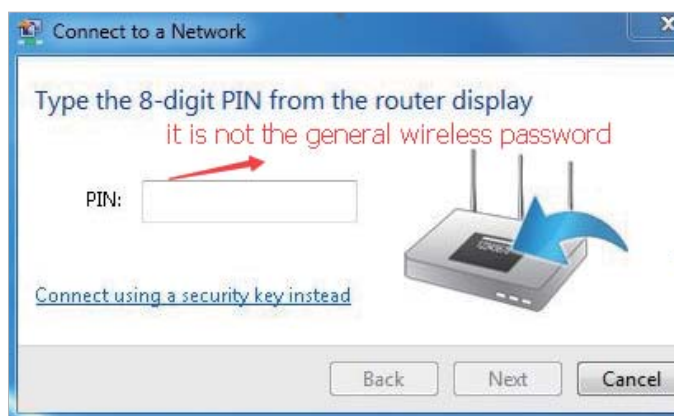 Connect to a Network
Type the 8-digit PIN from the router display
it is not the general wireless password
PIN:
Connect using a security key instead
Back
Next
Cancel